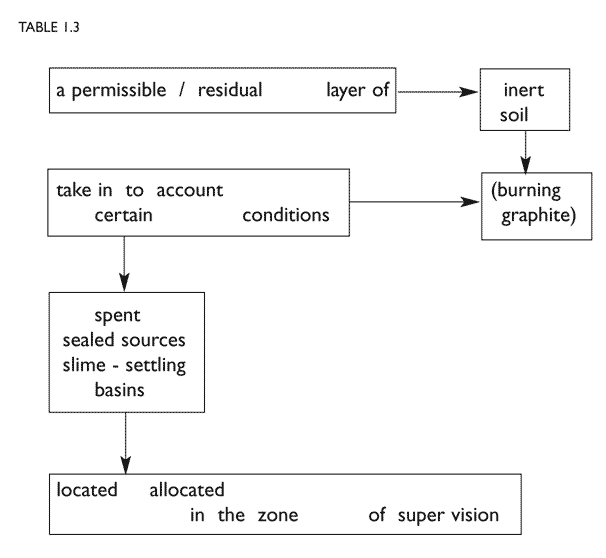 TABLE 1.3
a permissible / residual layer of
inert
soil
take in to account
certain conditions
(burning
graphite)
spent
sealed sources
slime - settling
basins
located allocated
in the zone of super vision